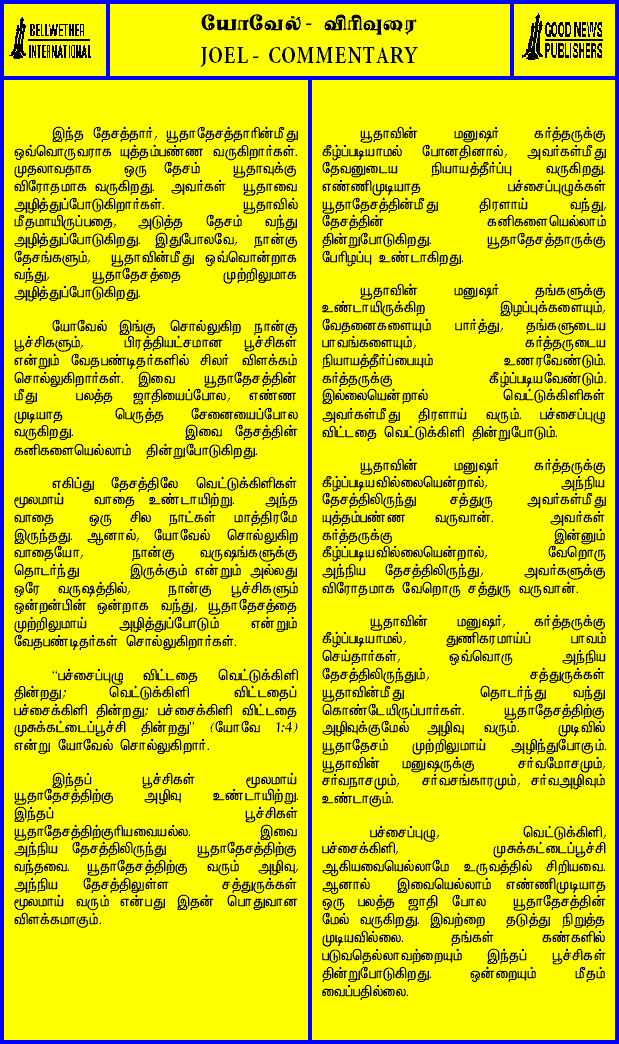 BELLWETHER
INTERNATIONAL
யோவேல் - விரிவுரை
JOEL - COMMENTARY
GOOD NEWS
PUBLISHERS
இந்த தேசத்தார், யூதாதேசத்தாரின்மீது
ஒவ்வொருவராக யுத்தம்பண்ண வருகிறார்கள்.
முதலாவதாக ஒரு தேசம் யூதாவுக்கு
விரோதமாக வருகிறது. அவர்கள் யூதாவை
அழித்துப்போடுகிறார்கள். யூதாவில்
மீதமாயிருப்பதை, அடுத்த தேசம் வந்து
அழித்துப்போடுகிறது. இதுபோலவே, நான்கு
தேசங்களும், யூதாவின்மீது ஒவ்வொன்றாக
வந்து, யூதாதேசத்தை முற்றிலுமாக
அழித்துப்போடுகிறது.
யோவேல் இங்கு சொல்லுகிற நான்கு
பூச்சிகளும், பிரத்தியட்சமான பூச்சிகள்
என்றும் வேதபண்டிதர்களில் சிலர் விளக்கம்
சொல்லுகிறார்கள். இவை யூதாதேசத்தின்
மீது பலத்த ஜாதியைப்போல, எண்ண
முடியாத பெருத்த சேனையைப்போல
வருகிறது. இவை தேசத்தின்
கனிகளையெல்லாம் தின்றுபோடுகிறது.
எகிப்து தேசத்திலே வெட்டுக்கிளிகள்
மூலமாய் வாதை உண்டாயிற்று. அந்த
வாதை ஒரு சில நாட்கள் மாத்திரமே
இருந்தது. ஆனால், யோவேல் சொல்லுகிற
வாதையோ, நான்கு வருஷங்களுக்கு
தொடர்ந்து இருக்கும் என்றும் அல்லது
ஒரே வருஷத்தில், நான்கு பூச்சிகளும்
ஒன்றன்பின் ஒன்றாக வந்து, யூதாதேசத்தை
முற்றிலுமாய் அழித்துப்போடும் என்றும்
வேதபண்டிதர்கள் சொல்லுகிறார்கள்.
“பச்சைப்புழு விட்டதை வெட்டுக்கிளி
தின்றது; வெட்டுக்கிளி விட்டதைப்
பச்சைக்கிளி தின்றது; பச்சைக்கிளி விட்டதை
முசுக்கட்டைப்பூச்சி தின்றது” (யோவே 1:4)
என்று யோவேல் சொல்லுகிறார்.
இந்தப் பூச்சிகள் மூலமாய்
யூதாதேசத்திற்கு அழிவு உண்டாயிற்று.
இந்தப் பூச்சிகள்
யூதாதேசத்திற்குரியவையல்ல. இவை
அந்நிய தேசத்திலிருந்து யூதாதேசத்திற்கு
வந்தவை. யூதாதேசத்திற்கு வரும் அழிவு,
அந்நிய தேசத்திலுள்ள சத்துருக்கள்
மூலமாய் வரும் என்பது இதன் பொதுவான
விளக்கமாகும்.
யூதாவின் மனுஷர் கர்த்தருக்கு
கீழ்ப்படியாமல் போனதினால், அவர்கள்மீது
தேவனுடைய நியாயத்தீர்ப்பு வருகிறது.
எண்ணிமுடியாத பச்சைப்புழுக்கள்
யூதாதேசத்தின்மீது திரளாய் வந்து,
தேசத்தின் கனிகளையெல்லாம்
தின்றுபோடுகிறது. யூதாதேசத்தாருக்கு
பேரிழப்பு உண்டாகிறது.
யூதாவின் மனுஷர் தங்களுக்கு
உண்டாயிருக்கிற இழப்புக்களையும்,
வேதனைகளையும் பார்த்து, தங்களுடைய
பாவங்களையும், கர்த்தருடைய
நியாயத்தீர்ப்பையும் உணரவேண்டும்.
கர்த்தருக்கு கீழ்ப்படியவேண்டும்.
இல்லையென்றால் வெட்டுக்கிளிகள்
அவர்கள்மீது திரளாய் வரும். பச்சைப்புழு
விட்டதை வெட்டுக்கிளி தின்றுபோடும்.
யூதாவின் மனுஷர் கர்த்தருக்கு
கீழ்ப்படியவில்லையென்றால், அந்நிய
தேசத்திலிருந்து சத்துரு அவர்கள்மீது
யுத்தம்பண்ண வருவான். அவர்கள்
கர்த்தருக்கு இன்னும்
கீழ்ப்படியவில்லையென்றால், வேறொரு
அந்நிய தேசத்திலிருந்து, அவர்களுக்கு
விரோதமாக வேறொரு சத்துரு வருவான்.
யூதாவின் மனுஷர், கர்த்தருக்கு
கீழ்ப்படியாமல், துணிகரமாய்ப் பாவம்
செய்தார்கள், ஒவ்வொரு அந்நிய
தேசத்திலிருந்தும், சத்துருக்கள்
யூதாவின்மீது தொடர்ந்து வந்து
கொண்டேயிருப்பார்கள். யூதாதேசத்திற்கு
அழிவுக்குமேல் அழிவு வரும். முடிவில்
யூதாதேசம் முற்றிலுமாய் அழிந்துபோகும்.
யூதாவின் மனுஷருக்கு சர்வமோசமும்,
சர்வநாசமும், சர்வசங்காரமும், சர்வஅழிவும்
உண்டாகும்.
பச்சைப்புழு, வெட்டுக்கிளி,
பச்சைக்கிளி, முசுக்கட்டைப்பூச்சி
ஆகியவையெல்லாமே உருவத்தில் சிறியவை.
ஆனால் இவையெல்லாம் எண்ணிமுடியாத
ஒரு பலத்த ஜாதி போல யூதாதேசத்தின்
மேல் வருகிறது. இவற்றை தடுத்து நிறுத்த
முடியவில்லை. தங்கள் கண்களில்
படுவதெல்லாவற்றையும் இந்தப் பூச்சிகள்
தின்றுபோடுகிறது. ஒன்றையும் மீதம்
வைப்பதில்லை.